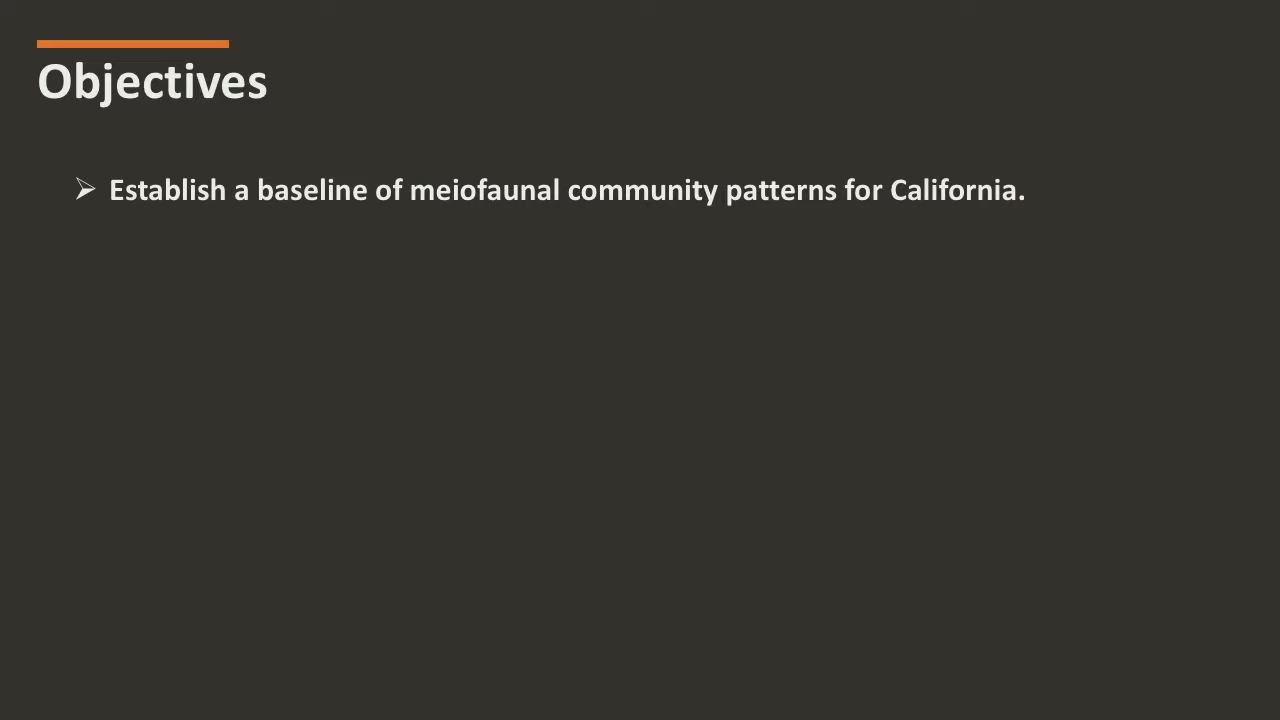 Objectives
➢ Establish a baseline of meiofaunal community patterns for California.